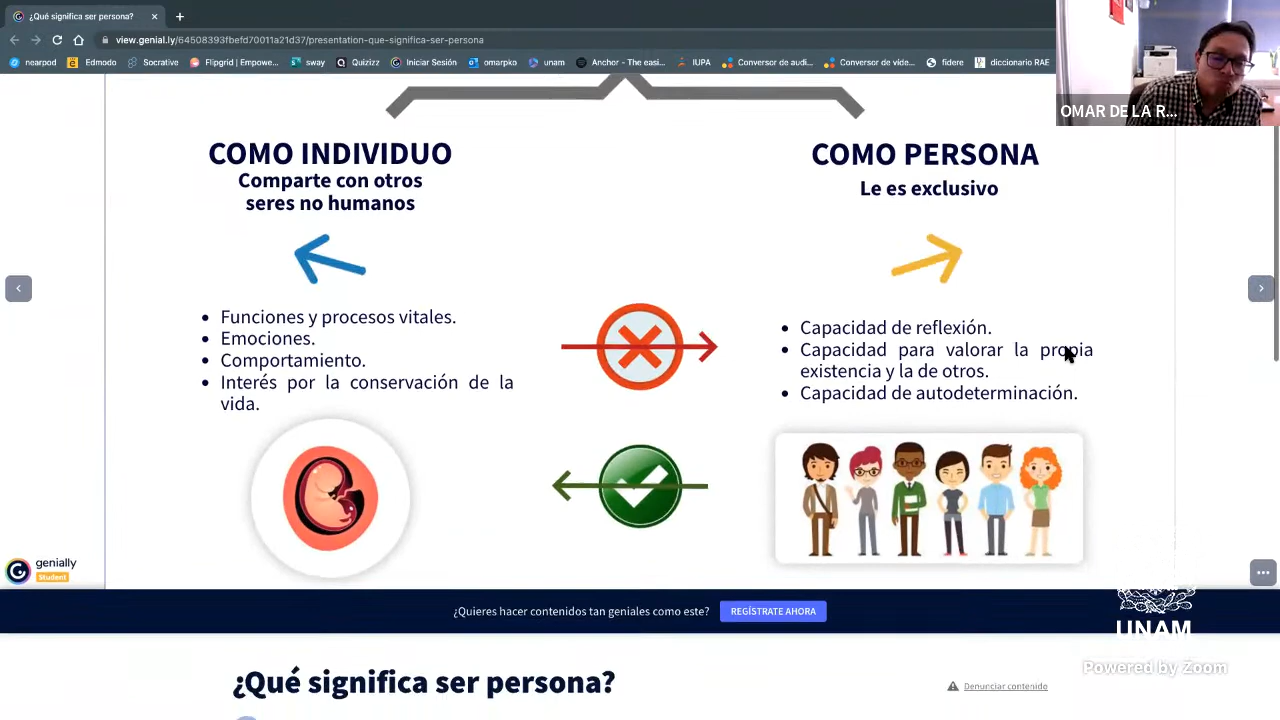 ¿Qué significa ser persona?
view.genial.ly/64508393fbefd70011a21d37/presentation-que-significa-ser-persona
nearpod
Edmodo
Socrative
Flipgrid | Empowe...
sway
Quizizz
Iniciar Sesión
omarpko
unam
Anchor - The easi...
IUPA
Conversor de audi...
Conversor de víde...
fidere
diccionario RAE
OMAR DE LA R...
COMO INDIVIDUO
Comparte con otros
seres no humanos
COMO PERSONA
Le es exclusivo
• Funciones y procesos vitales.
• Emociones.
• Comportamiento.
• Interés por la conservación de la
vida.
• Capacidad de reflexión.
• Capacidad para valorar la propia
existencia y la de otros.
• Capacidad de autodeterminación.
genially
Student
¿Quieres hacer contenidos tan geniales como este?
REGÍSTRATE AHORA
UNAM
Powered by Zoom
¿Qué significa ser persona?
Denunciar contenido